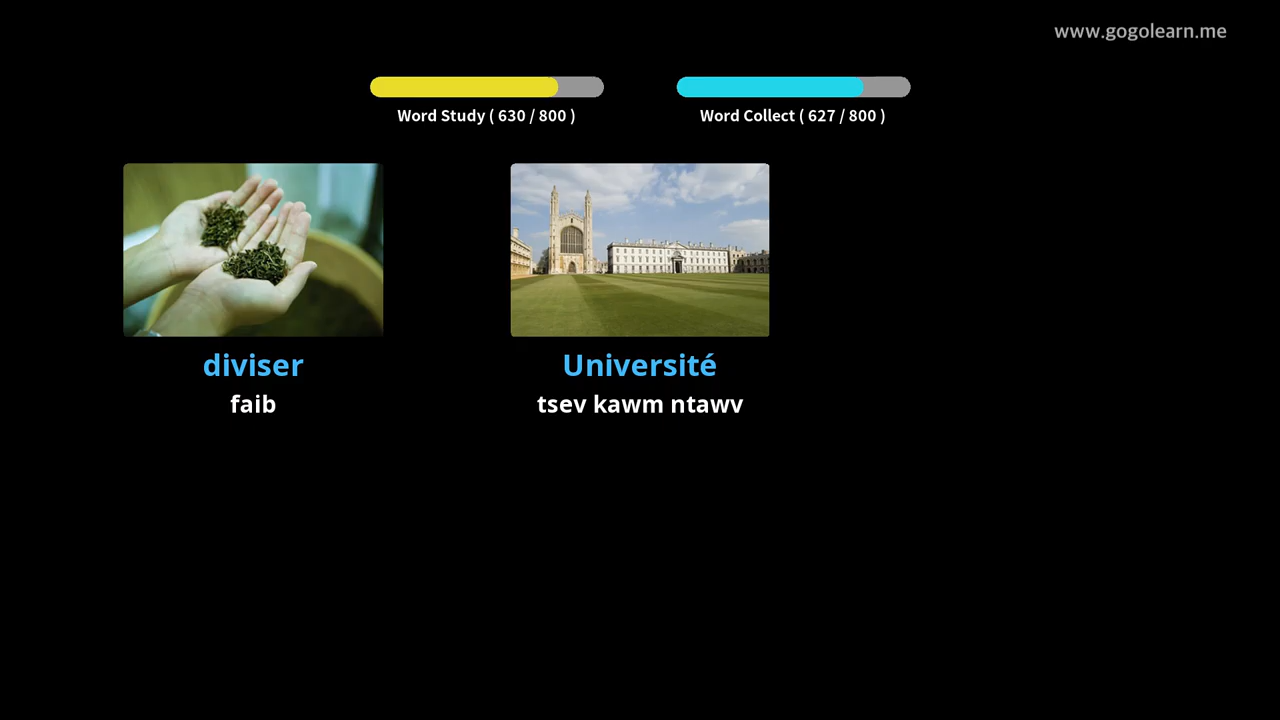 www.gogolearn.me
Word Study ( 630 / 800 )
Word Collect ( 627 / 800 )
diviser
faib
Université
tsev kawm ntawv